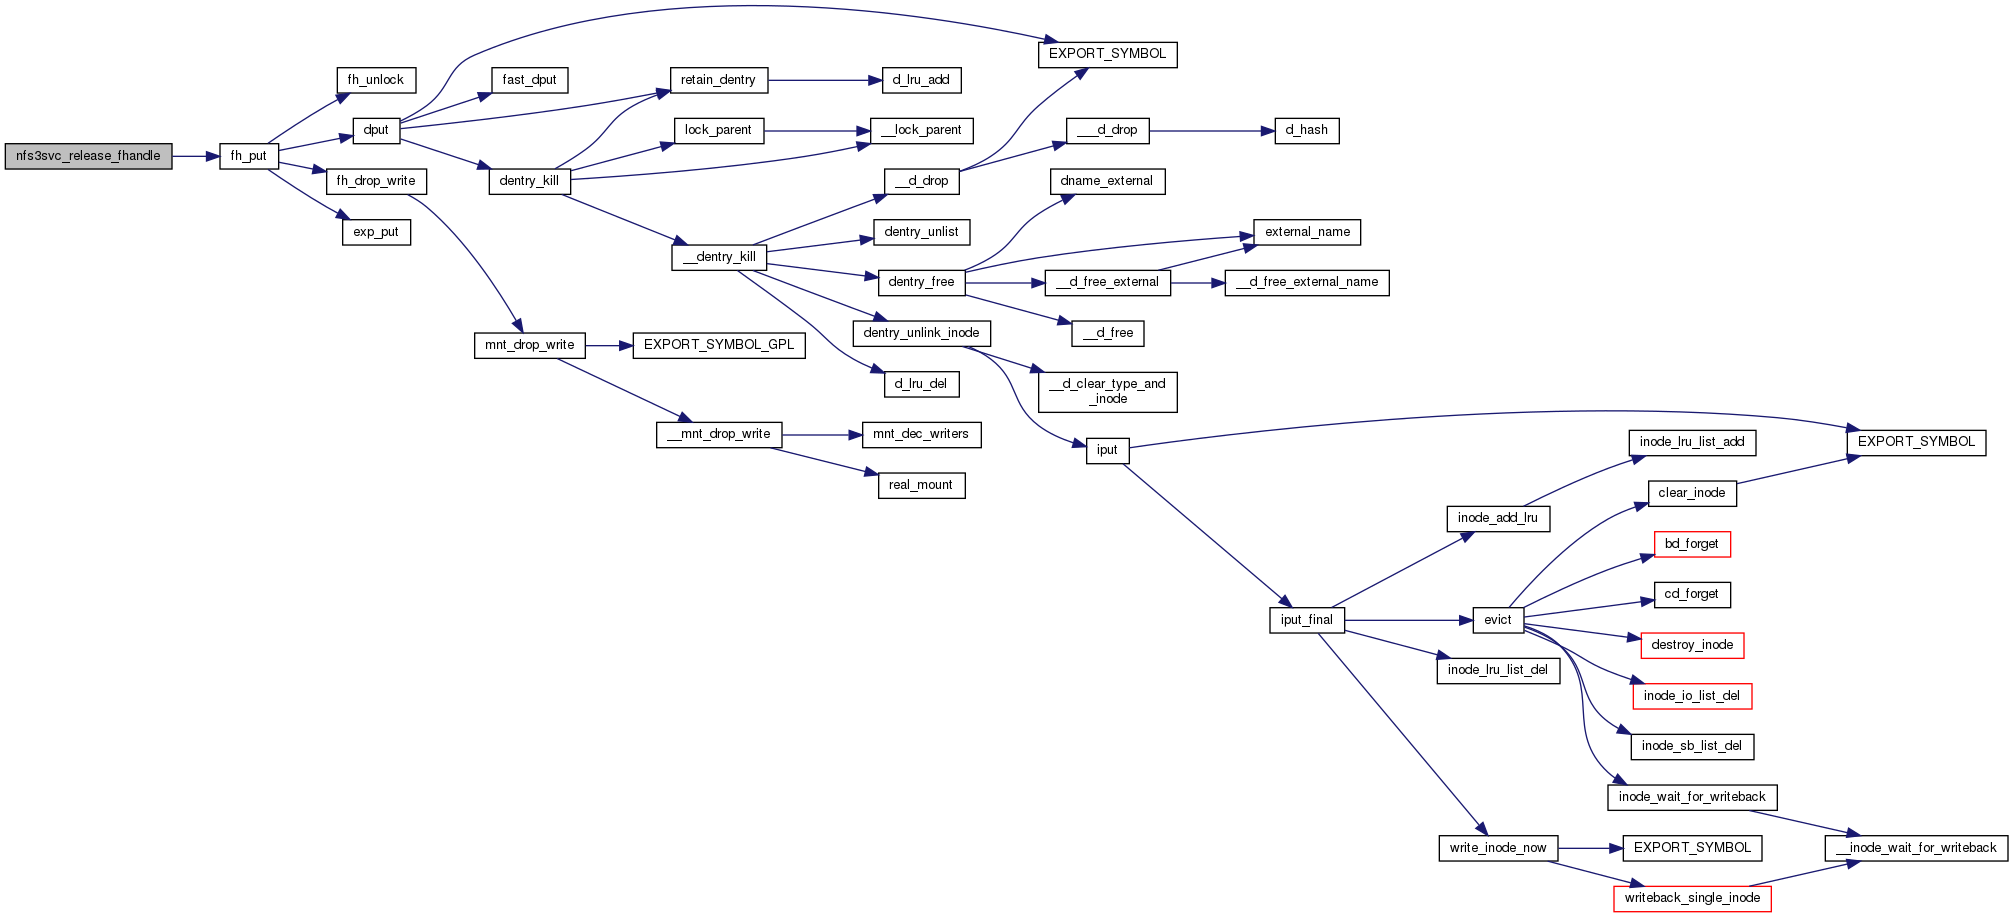 EXPORT_SYMBOL
fh_unlock
fast_dput
retain_dentry
d_lru_add
dput
lock_parent
__lock_parent
___d_drop
d_hash
nfs3svc_release_fhandle
fh_put
fh_drop_write
dentry_kill
__d_drop
dname_external
exp_put
dentry_unlist
external_name
__dentry_kill
dentry_free
__d_free_external
__d_free_external_name
dentry_unlink_inode
__d_free
mnt_drop_write
EXPORT_SYMBOL_GPL
d_lru_del
__d_clear_type_and
_inode
__mnt_drop_write
mnt_dec_writers
iput
inode_lru_list_add
EXPORT_SYMBOL
real_mount
clear_inode
inode_add_lru
bd_forget
cd_forget
iput_final
evict
destroy_inode
inode_lru_list_del
inode_io_list_del
inode_sb_list_del
inode_wait_for_writeback
write_inode_now
EXPORT_SYMBOL
__inode_wait_for_writeback
writeback_single_inode